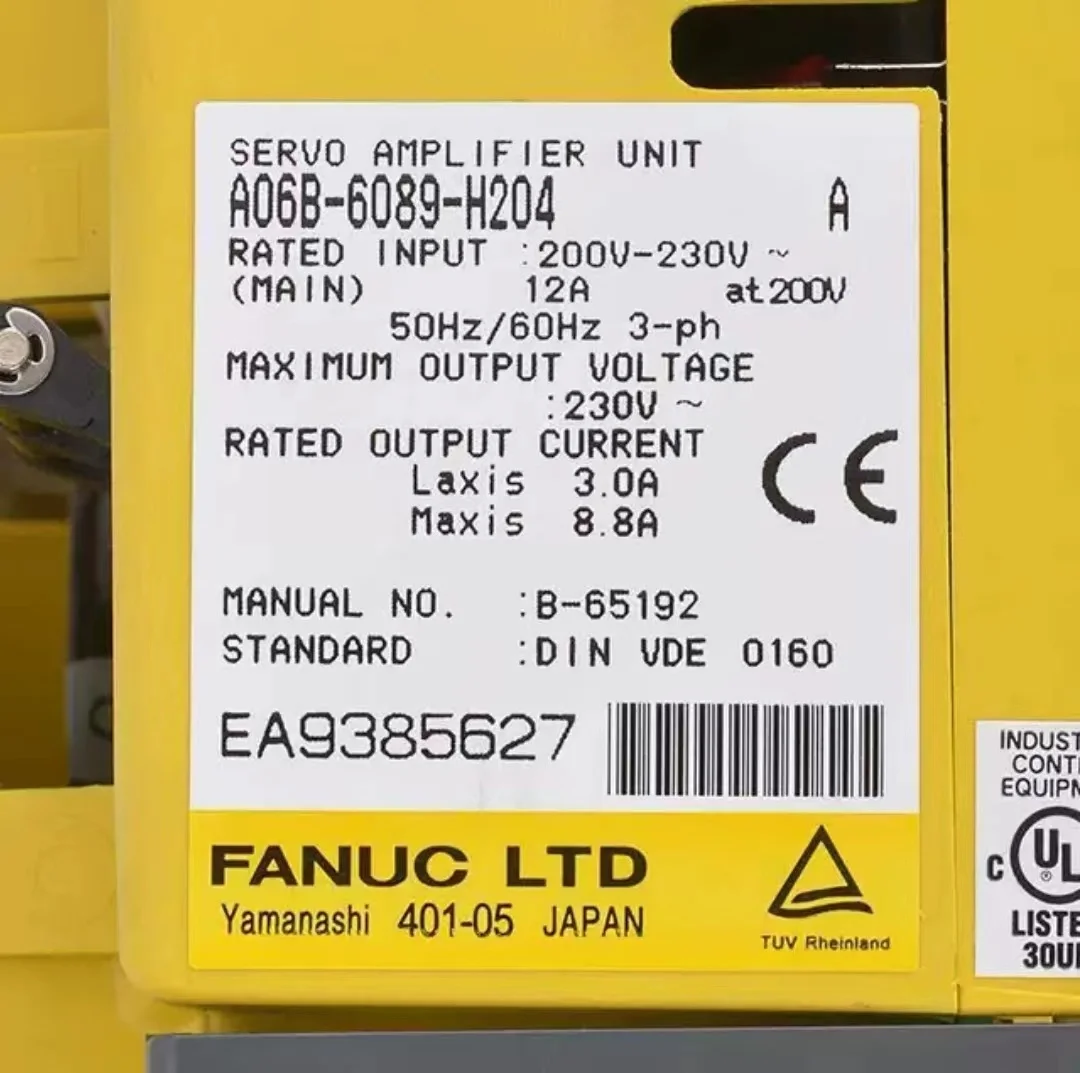 SERVO AMPLIFIER UNIT
A06B-6089-H204 A
RATED INPUT :200V-230V ~
(MAIN) 12A at 200V
50Hz/60Hz 3-ph
MAXIMUM OUTPUT VOLTAGE
:230V ~
RATED OUTPUT CURRENT
Laxis 3.0A
Maxis 8.8A
CE
MANUAL NO. :B-65192
STANDARD :DIN VDE 0160
EA9385627
FANUC LTD
Yamanashi 401-05 JAPAN
TUV Rheinland
C UL